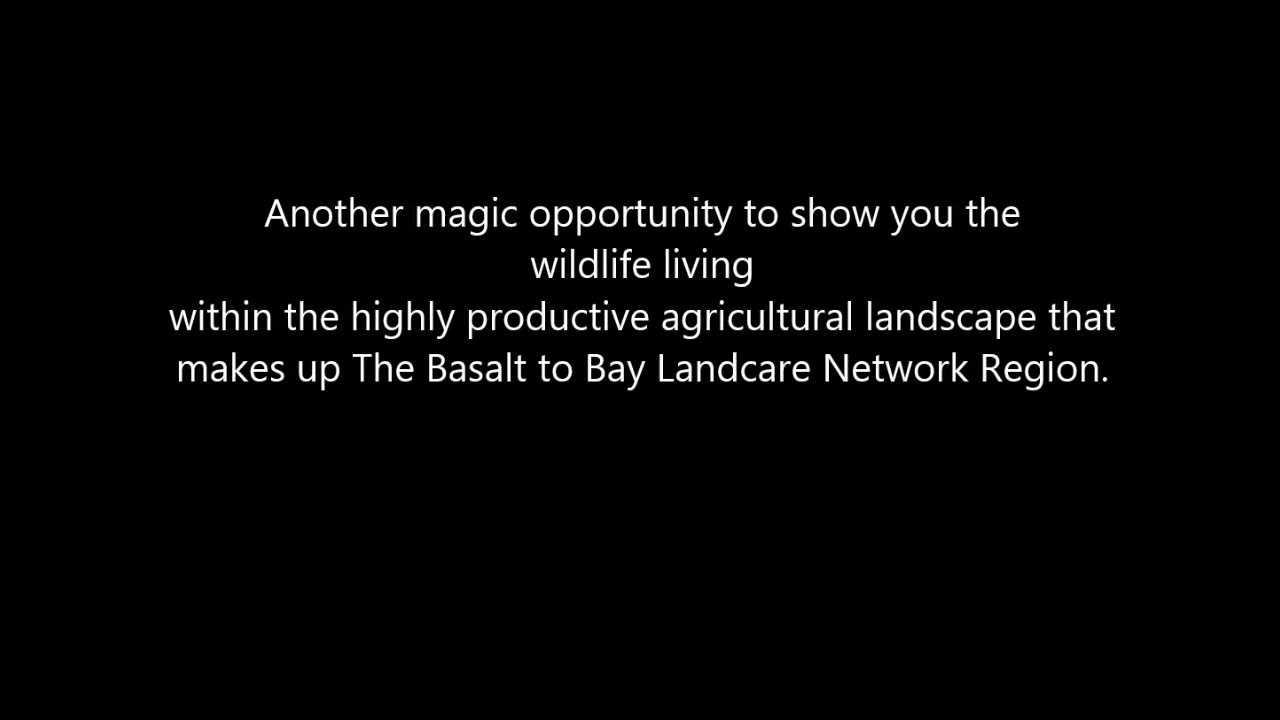 Another magic opportunity to show you the
wildlife living
within the highly productive agricultural landscape that
makes up The Basalt to Bay Landcare Network Region.